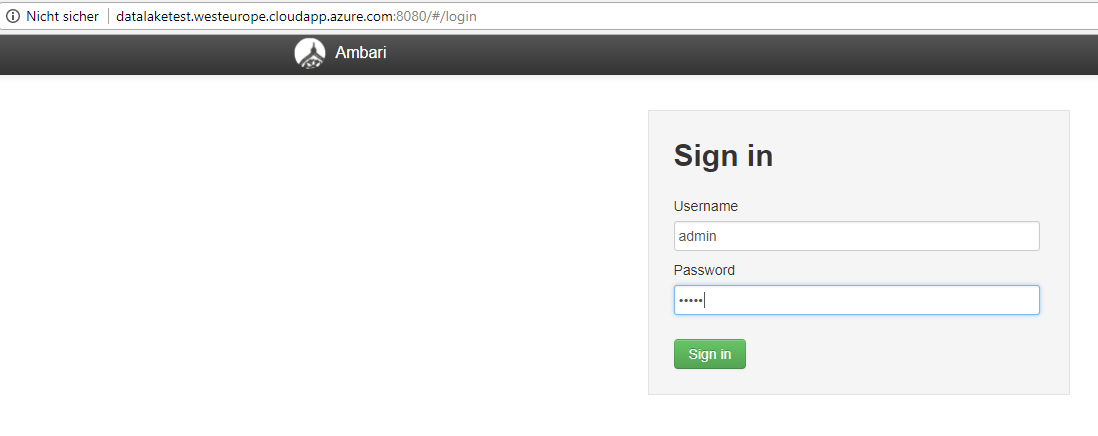 Nicht sicher datalaketest.westeurope.cloudapp.azure.com:8080/#/login
Ambari
Sign in
Username
admin
Password
•••••
Sign in